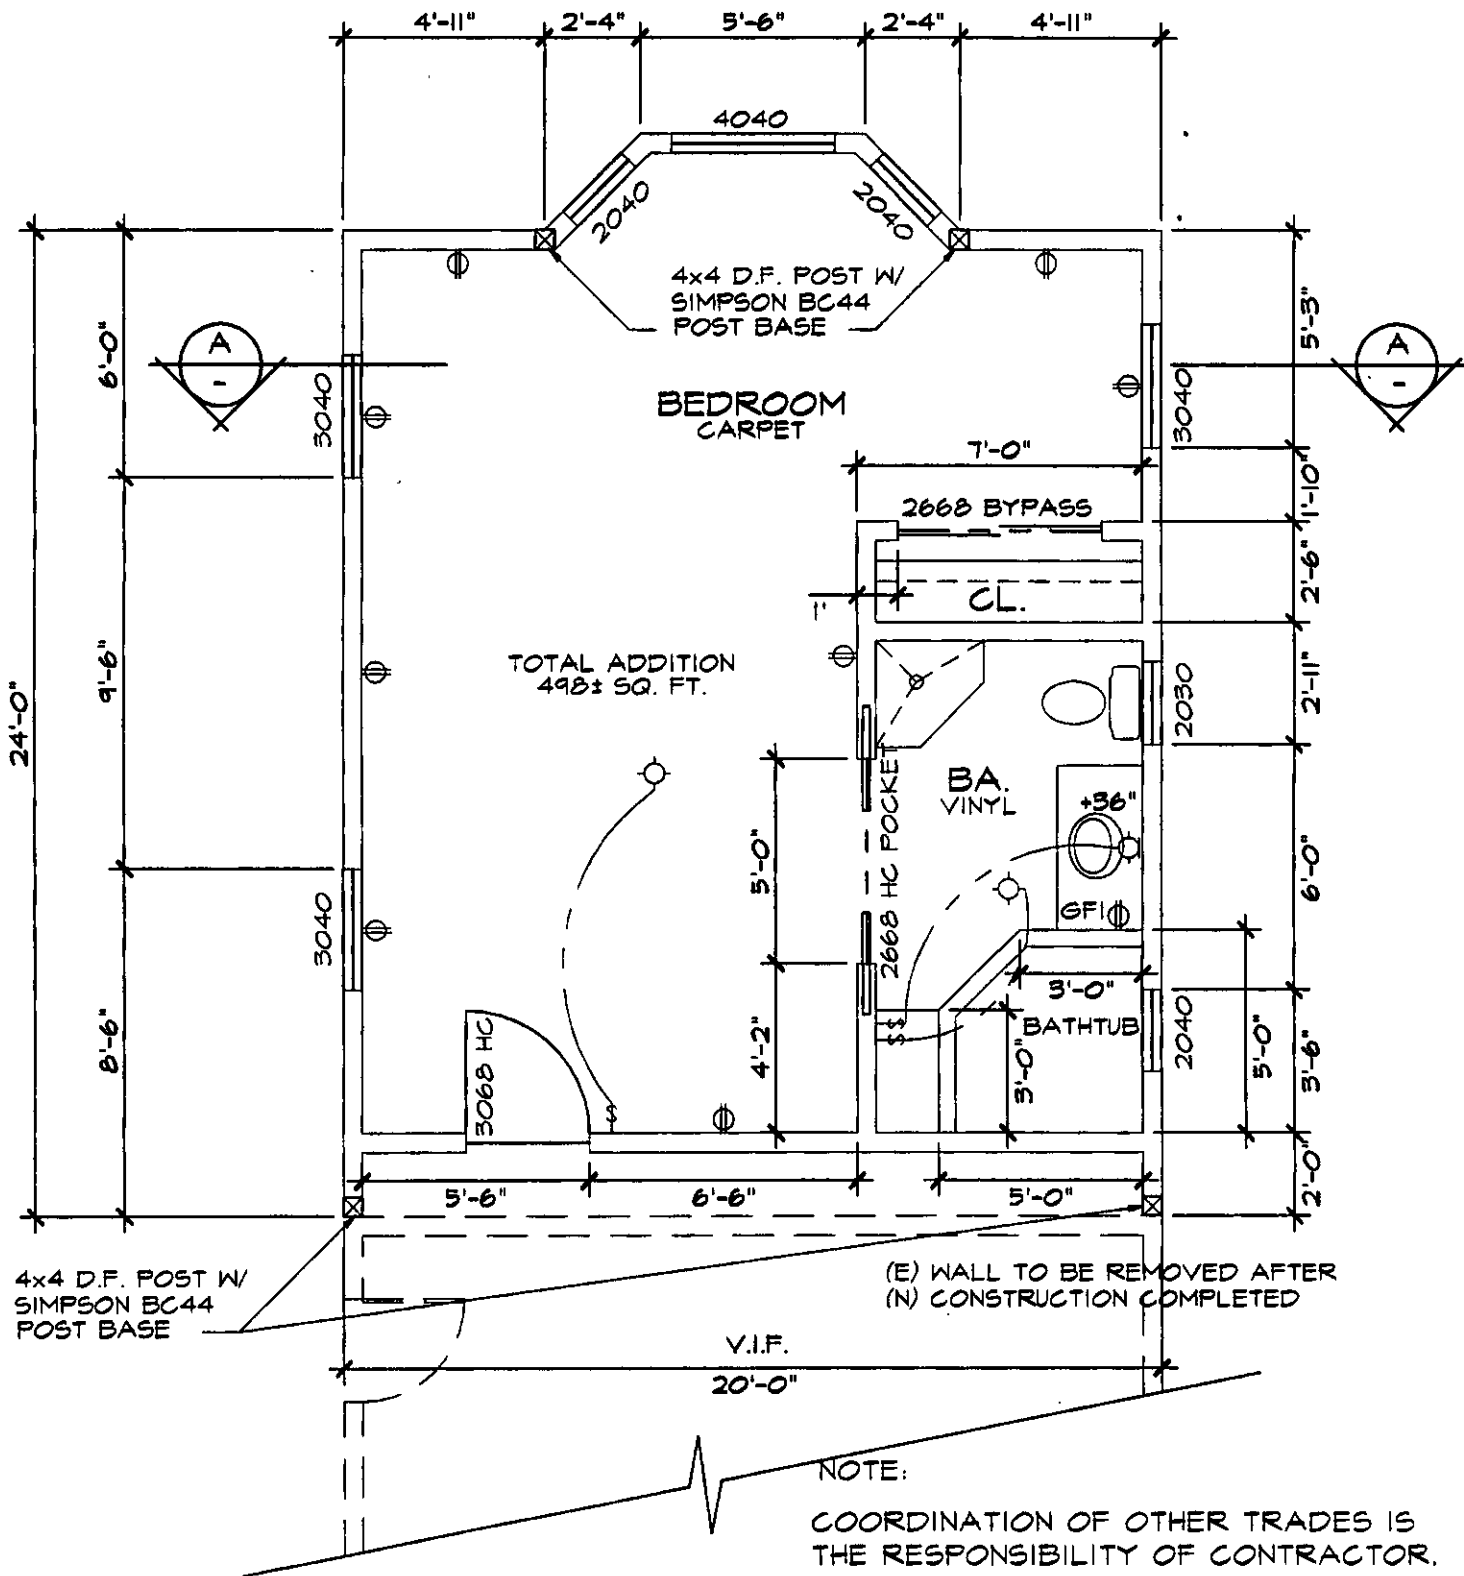 4'-11"
2'-4"
5'-6"
2'-4"
4'-11"
4040
2040
2040
4x4 D.F. POST W/
SIMPSON BC44
POST BASE
6'-0"
A
-
3040
BEDROOM
CARPET
3040
A
-
5'-3"
7'-0"
1'-10"
2668 BYPASS
2'-6"
CL.
1'
TOTAL ADDITION
498± SQ. FT.
9'-6"
24'-0"
2'-11"
2030
BA.
VINYL
+36"
2668 HC POCKET
5'-0"
6'-0"
GFI
3040
3'-0"
BATHTUB
2040
S S
8'-6"
3068 HC
S
4'-2"
3'-0"
5'-0"
3'-6"
5'-6"
6'-6"
5'-0"
2'-0"
4x4 D.F. POST W/
SIMPSON BC44
POST BASE
(E) WALL TO BE REMOVED AFTER
(N) CONSTRUCTION COMPLETED
V.I.F.
20'-0"
NOTE:
COORDINATION OF OTHER TRADES IS
THE RESPONSIBILITY OF CONTRACTOR.